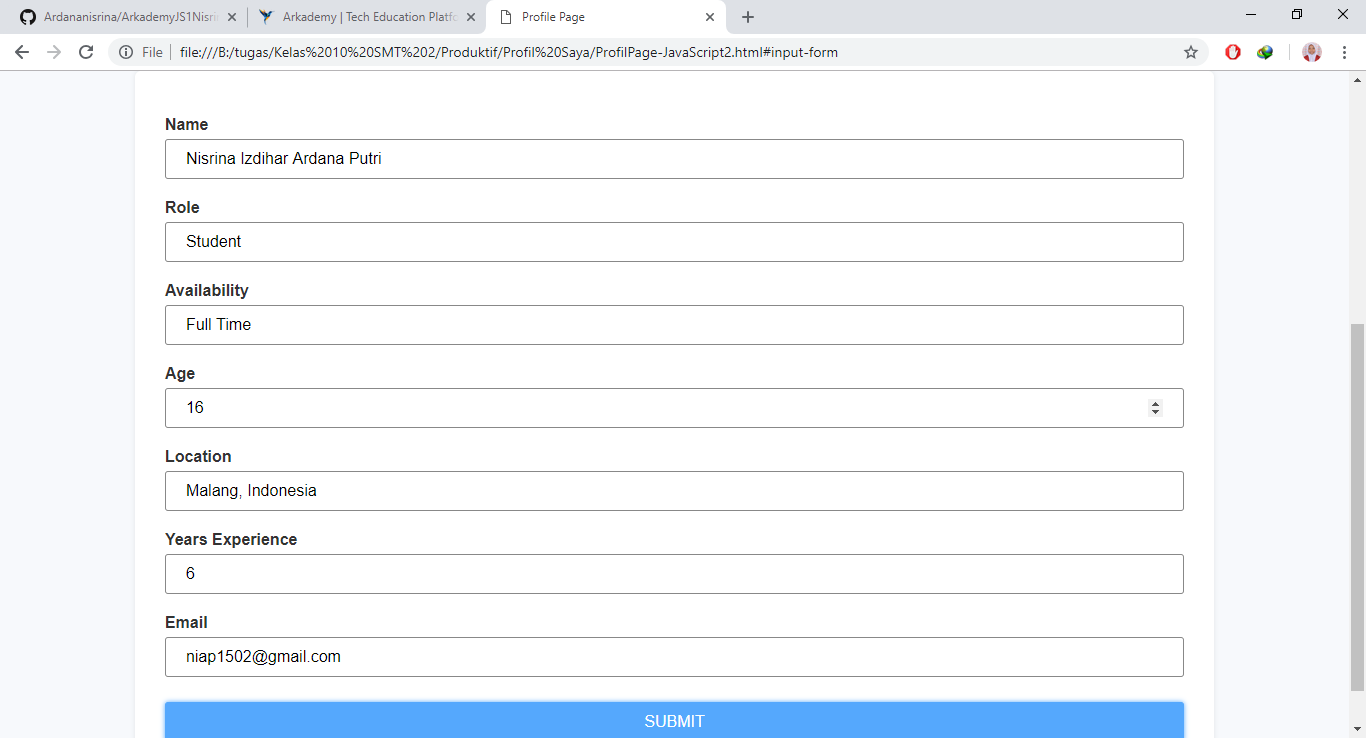 Ardananisrina/ArkademyJS1Nisri
Arkademy | Tech Education Platfo
Profile Page
File
file:///B:/tugas/Kelas%2010%20SMT%202/Produktif/Profil%20Saya/ProfilPage-JavaScript2.html#input-form
Name
Nisrina Izdihar Ardana Putri
Role
Student
Availability
Full Time
Age
16
Location
Malang, Indonesia
Years Experience
6
Email
niap1502@gmail.com
SUBMIT